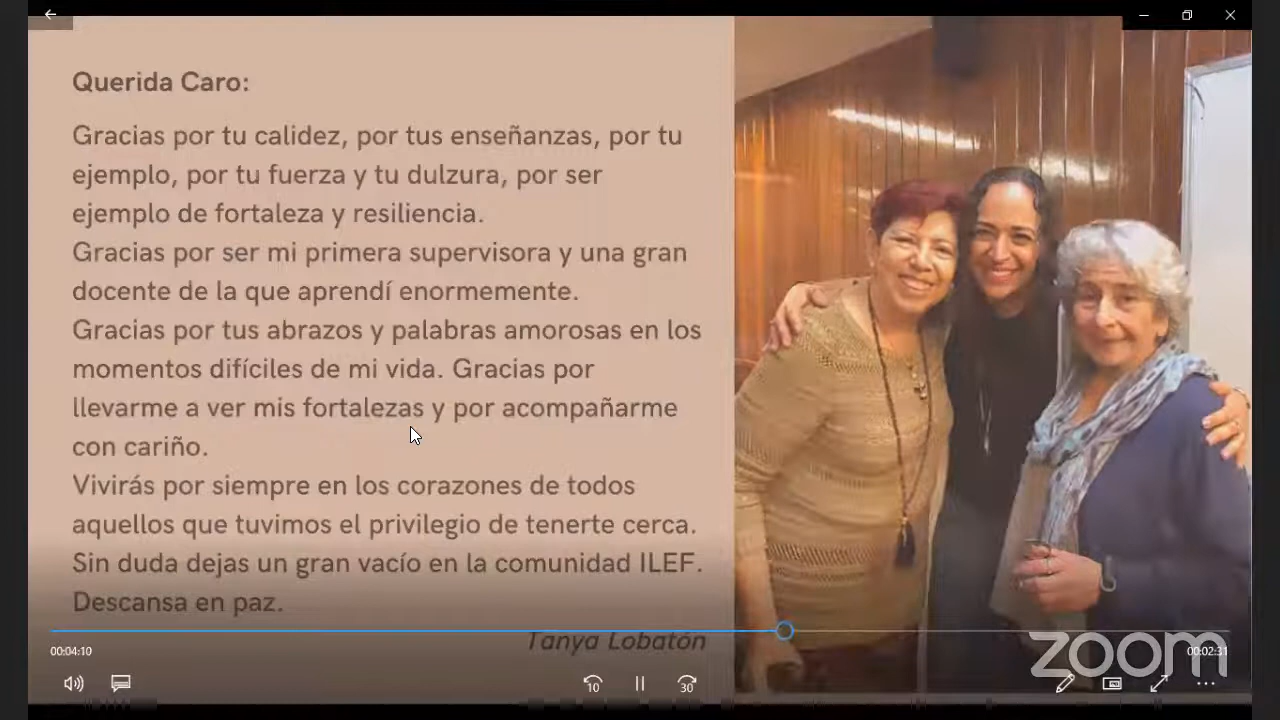 Querida Caro:
Gracias por tu calidez, por tus enseñanzas, por tu
ejemplo, por tu fuerza y tu dulzura, por ser
ejemplo de fortaleza y resiliencia.
Gracias por ser mi primera supervisora y una gran
docente de la que aprendí enormemente.
Gracias por tus abrazos y palabras amorosas en los
momentos difíciles de mi vida. Gracias por
llevarme a ver mis fortalezas y por acompañarme
con cariño.
Vivirás por siempre en los corazones de todos
aquellos que tuvimos el privilegio de tenerte cerca.
Sin duda dejas un gran vacío en la comunidad ILEF.
Descansa en paz.
Tanya Lobatón
00:04:10
00:02:31
10
30
zoom